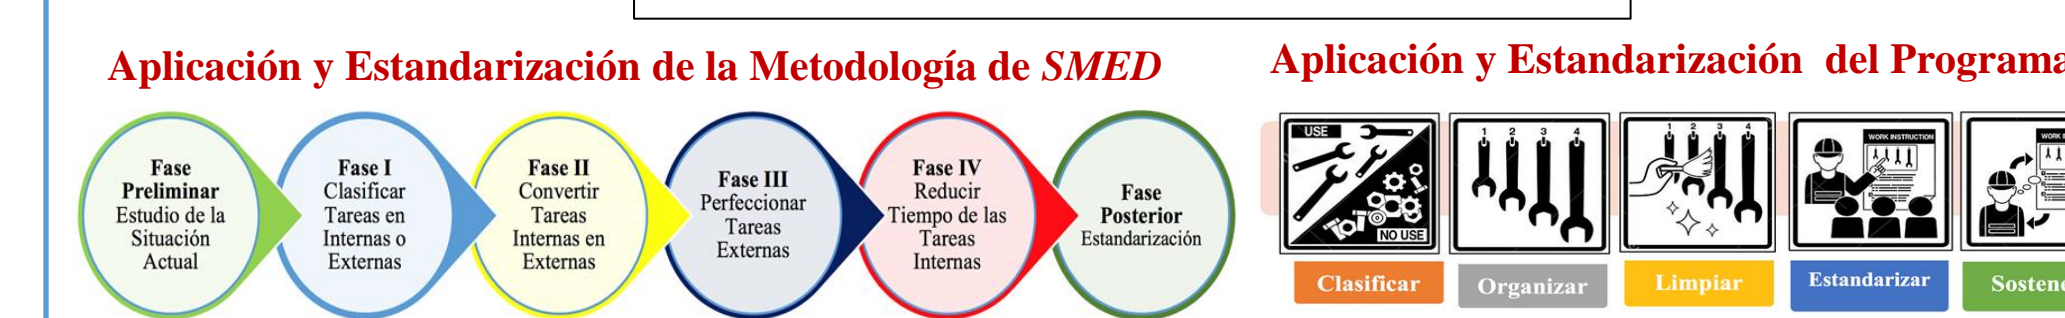 Aplicación y Estandarización de la Metodología de SMED
Fase
Preliminar
Estudio de la
Situación
Actual
Fase I
Clasificar
Tareas en
Internas o
Externas
Fase II
Convertir
Tareas
Internas en
Externas
Fase III
Perfeccionar
Tareas
Externas
Fase IV
Reducir
Tiempo de las
Tareas
Internas
Fase
Posterior
Estandarización
Aplicación y Estandarización del Programa
USE
NO USE
1 2 3 4
1 2 3 4
WORK INSTRUCTION
WORK
Clasificar
Organizar
Limpiar
Estandarizar
Sostene